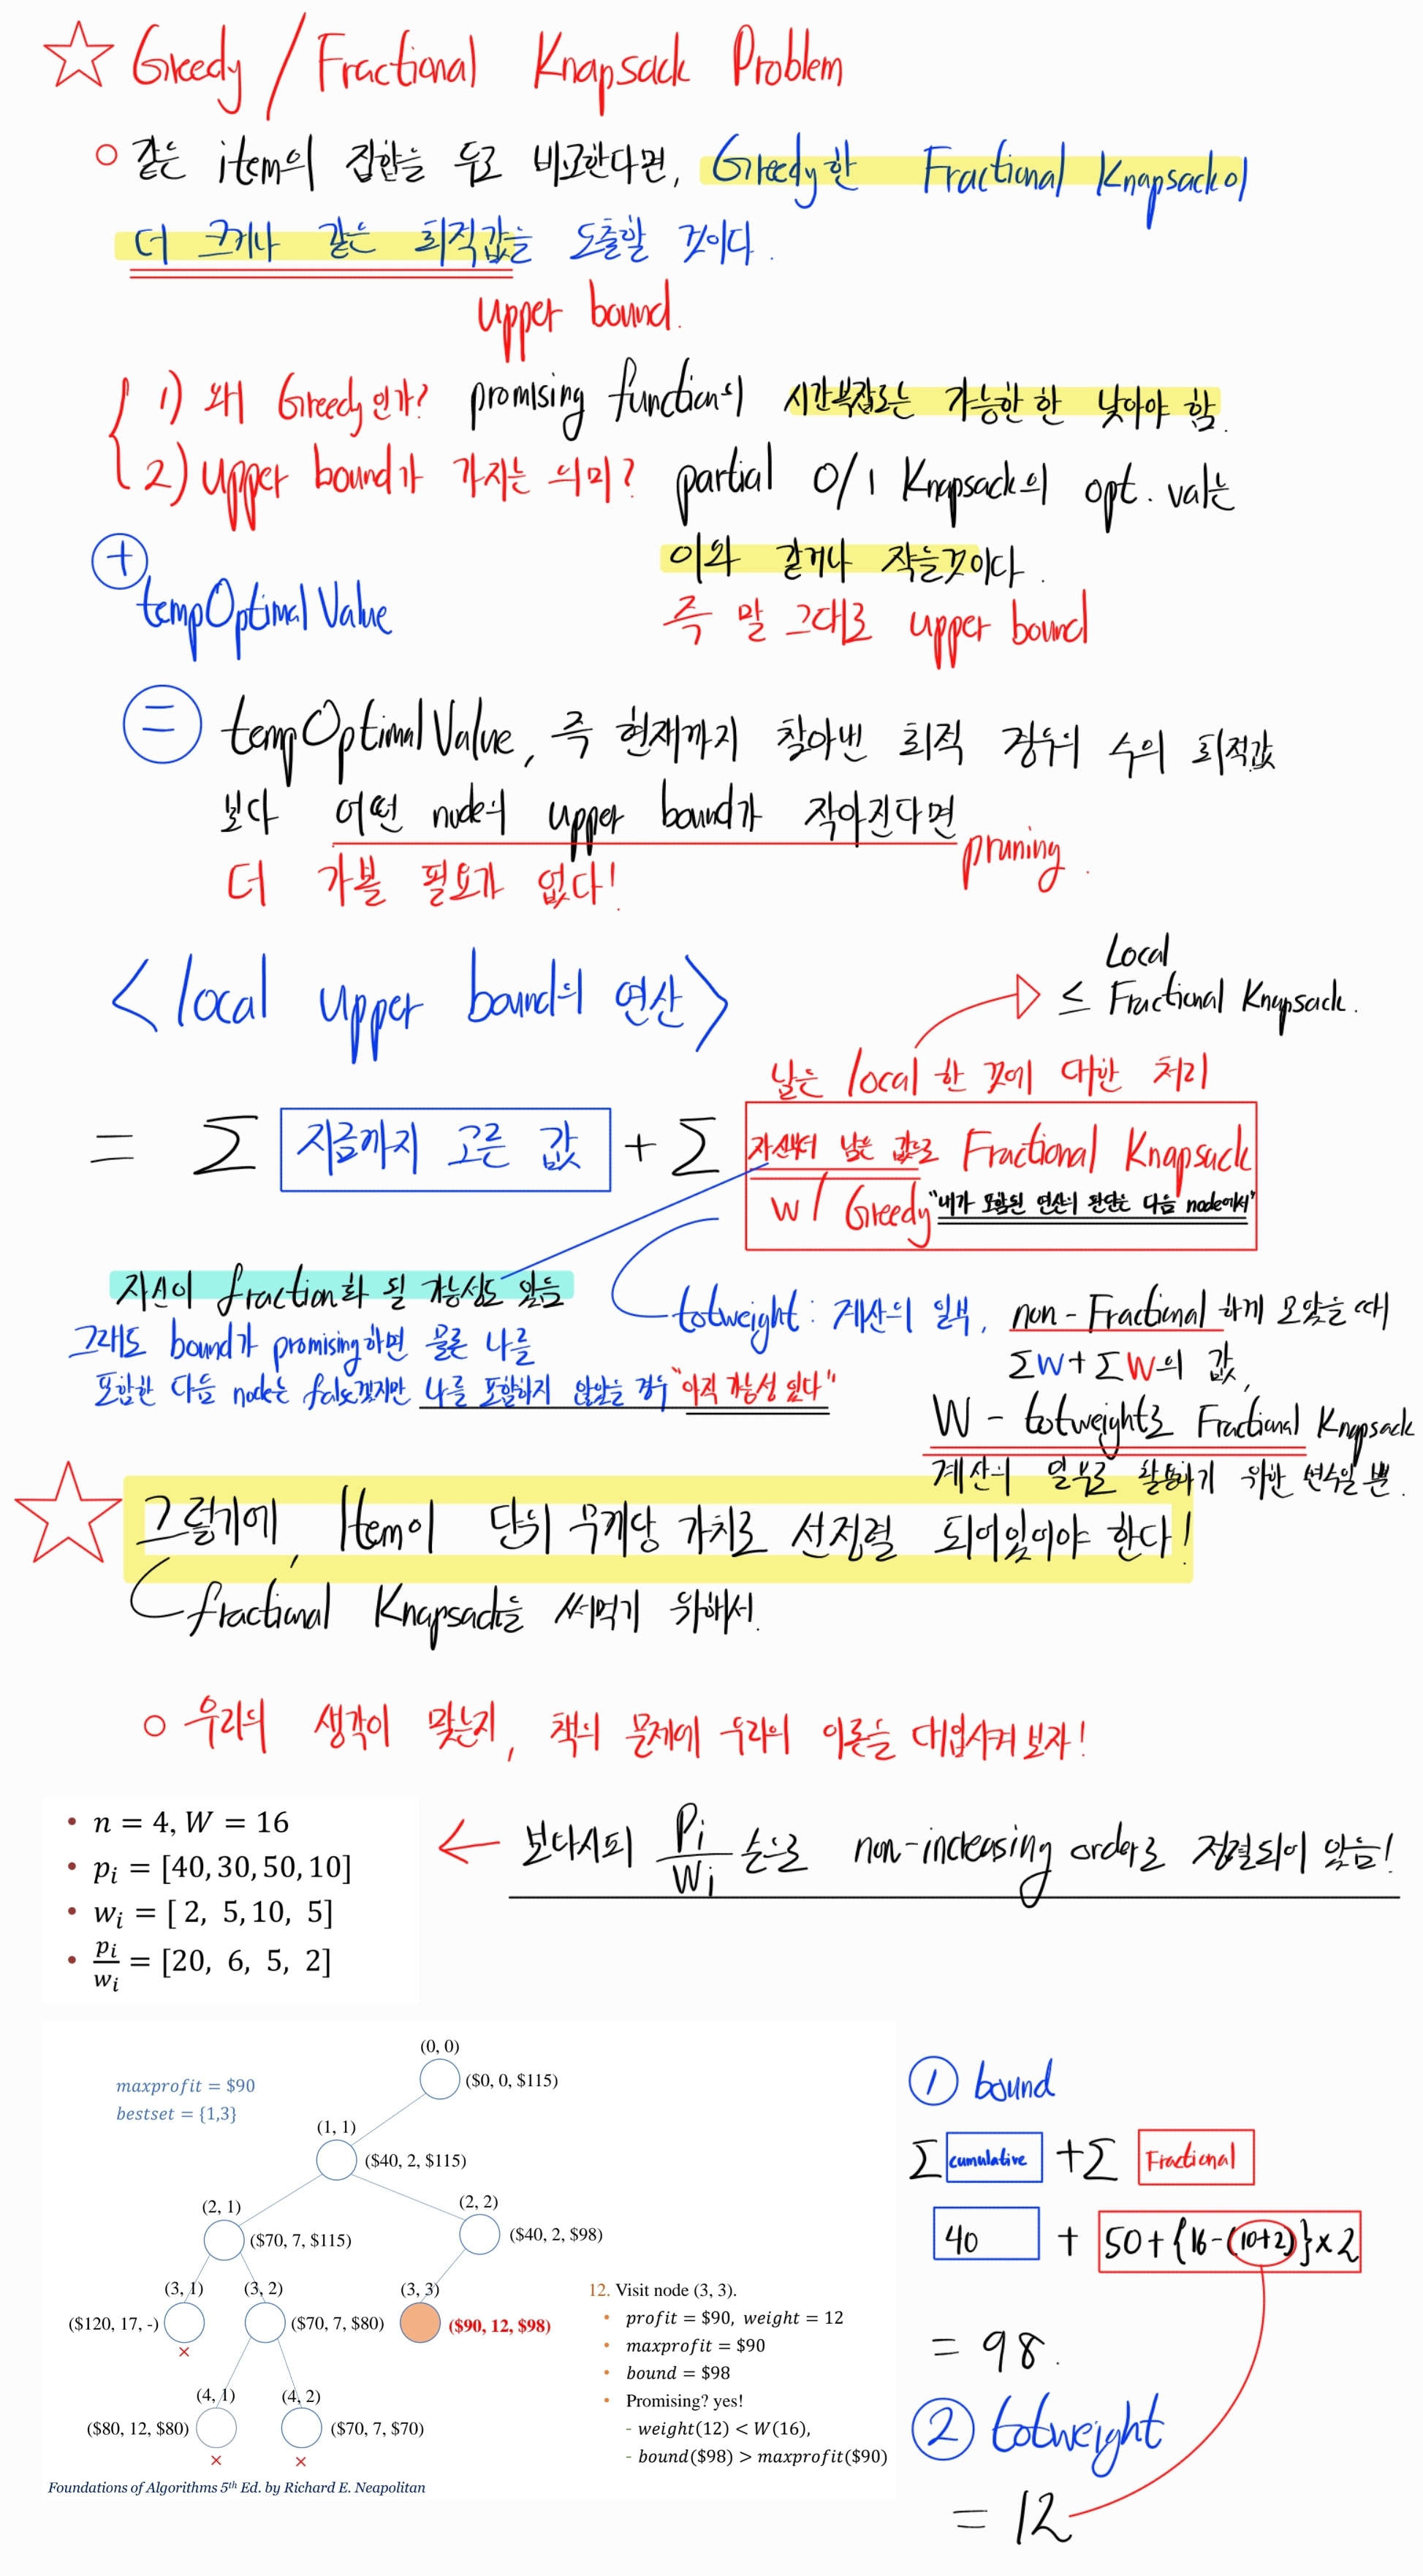 ☆ Greedy / Fractional Knapsack Problem
○ 같은 item의 집합을 두고 비교한다면, Greedy한 Fractional Knapsack이
더 크거나 같은 최적값을 도출할 것이다.
upper bound.
1) 왜 Greedy인가? promising function의 시간복잡도는 가능한 한 낮아야 함.
2) upper bound가 가지는 의미? partial 0/1 Knapsack의 opt. val는
이와 같거나 작을것이다.
즉 말 그대로 upper bound
+
tempOptimalValue
= tempOptimalValue, 즉 현재까지 찾아본 최적 경우의 수의 최적값
보다 어떤 node의 upper bound가 작아진다면
pruning.
더 가볼 필요가 없다!
<local upper bound의 연산>
Local
≤ Fractional Knapsack.
남은 local한 것에 대한 처리
= Σ 지금까지 고른 값 + Σ 자신부터 남은 값으로 Fractional Knapsack
w/ Greedy "내가 포함된 연산의 판단은 다음 node에서"
자신이 fraction화 될 가능성도 있음
그래도 bound가 promising하면 물론 나를
포함한 다음 node는 false겠지만 나를 포함하지 않았을 경우 "아직 가능성 있다"
totweight : 계산의 일부, non-Fractional하게 모았을 때
Σw+Σw의 값,
W - totweight로 Fractional Knapsack
계산의 일부로 활용하기 위한 변수일 뿐.
☆ 그렇기에, Item이 단위 무게당 가치로 선정렬 되어있어야 한다!
fractional Knapsack을 써먹기 위해서.
○ 우리의 생각이 맞는지, 책의 문제에 우리의 이론을 대입시켜보자!
• n = 4, W = 16
• pᵢ = [40, 30, 50, 10]
• wᵢ = [ 2, 5, 10, 5]
• pᵢ/wᵢ = [20, 6, 5, 2]
← 보다시피 Pi/Wi 순으로 non-increasing order로 정렬되어 있음!
maxprofit = $90
bestset = {1,3}
(0, 0)
($0, 0, $115)
(1, 1)
($40, 2, $115)
(2, 1)
($70, 7, $115)
(2, 2)
($40, 2, $98)
(3, 1)
($120, 17, -)
×
(3, 2)
($70, 7, $80)
(3, 3)
($90, 12, $98)
(4, 1)
($80, 12, $80)
×
(4, 2)
($70, 7, $70)
×
12. Visit node (3, 3).
• profit = $90, weight = 12
• maxprofit = $90
• bound = $98
• Promising? yes!
- weight(12) < W(16),
- bound($98) > maxprofit($90)
Foundations of Algorithms 5th Ed. by Richard E. Neapolitan
① bound
Σ cumulative + Σ Fractional
40 + 50+{16-(10+2)}×2
= 98.
② totweight
= 12